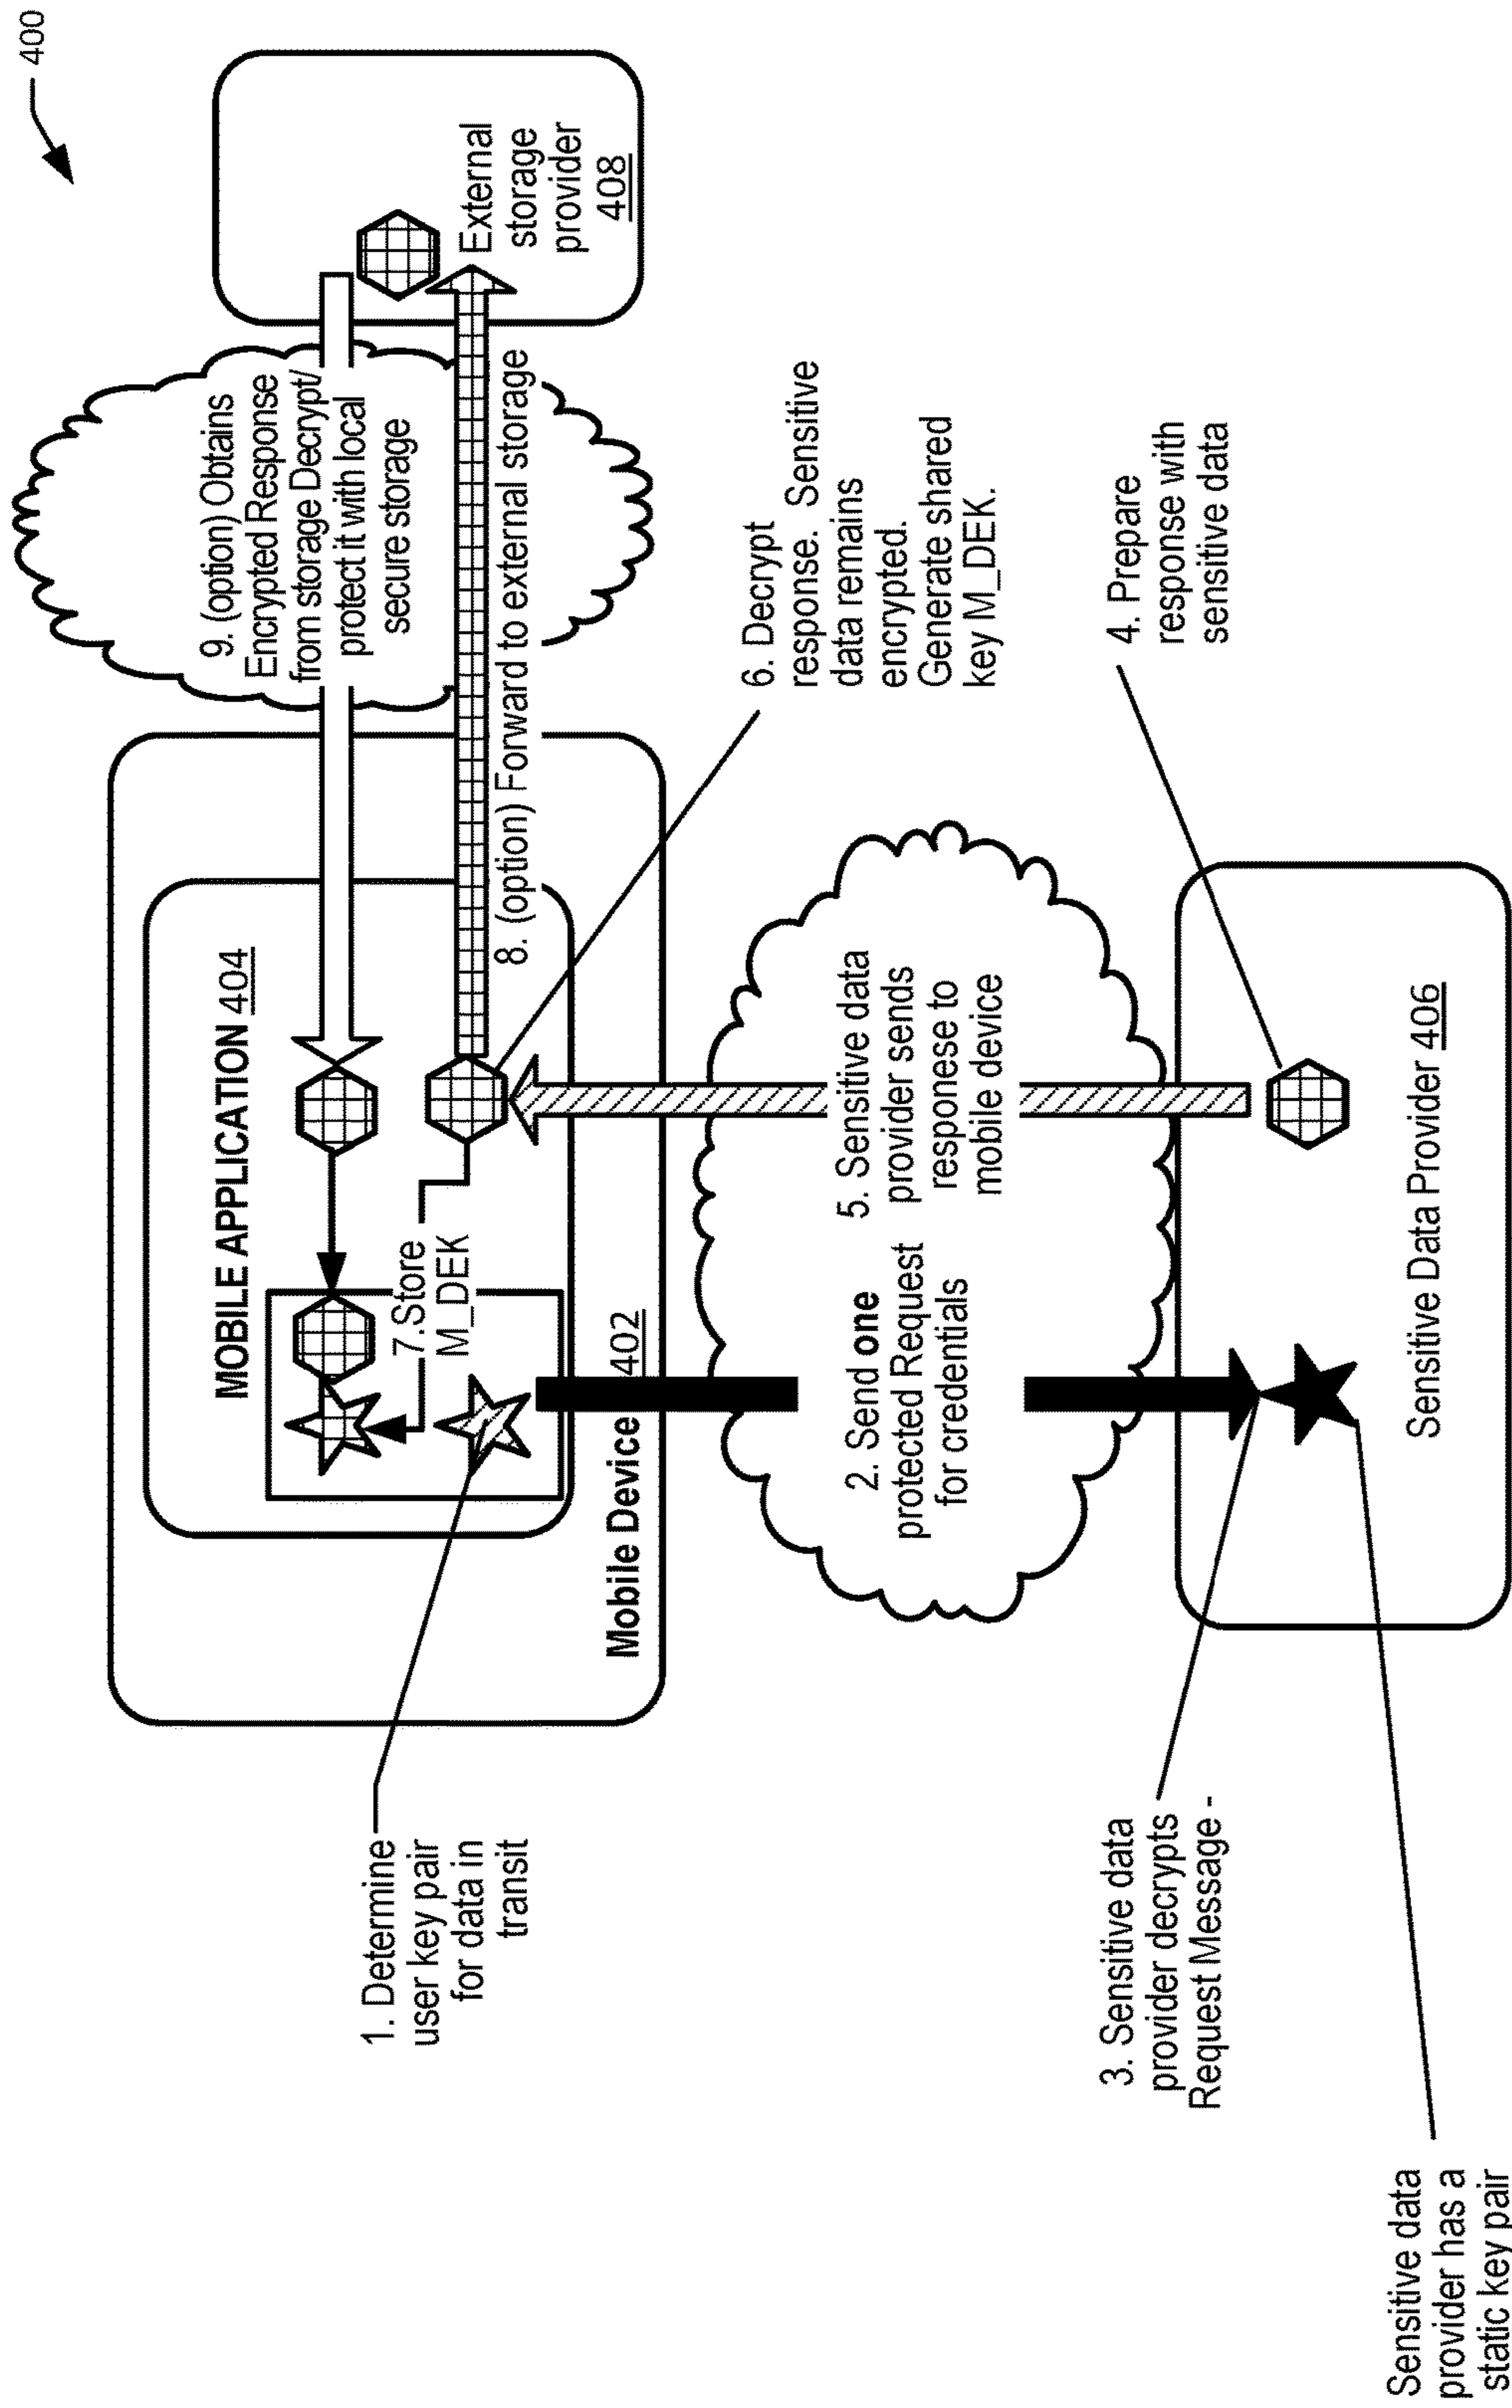 400
External
storage
provider
408
9. (option) Obtains
Encrypted Response
from storage Decrypt/
protect it with local
secure storage
8. (option) Forward to external storage
MOBILE APPLICATION 404
7.Store
M_DEK
Mobile Device 402
1. Determine
user key pair
for data in
transit
6. Decrypt
response. Sensitive
data remains
encrypted.
Generate shared
key M_DEK.
2. Send one
protected Request
for credentials
5. Sensitive data
provider sends
responese to
mobile device
4. Prepare
response with
sensitive data
3. Sensitive data
provider decrypts
Request Message -
Sensitive Data Provider 406
Sensitive data
provider has a
static key pair